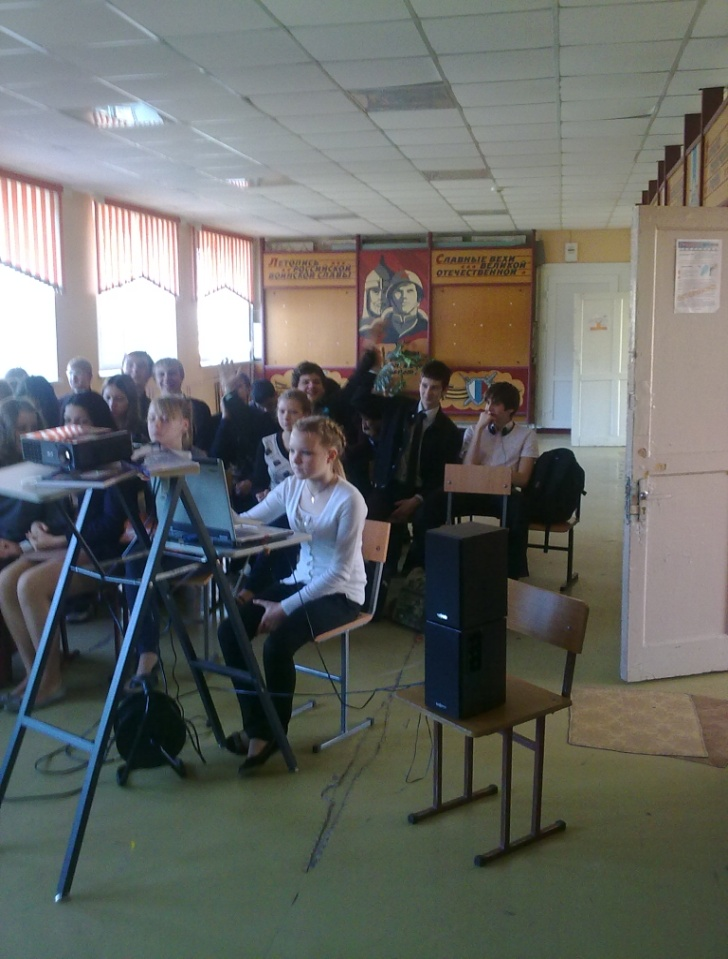 Летопись
Российской
воинской славы
Славные вехи
Великой
Отечественной